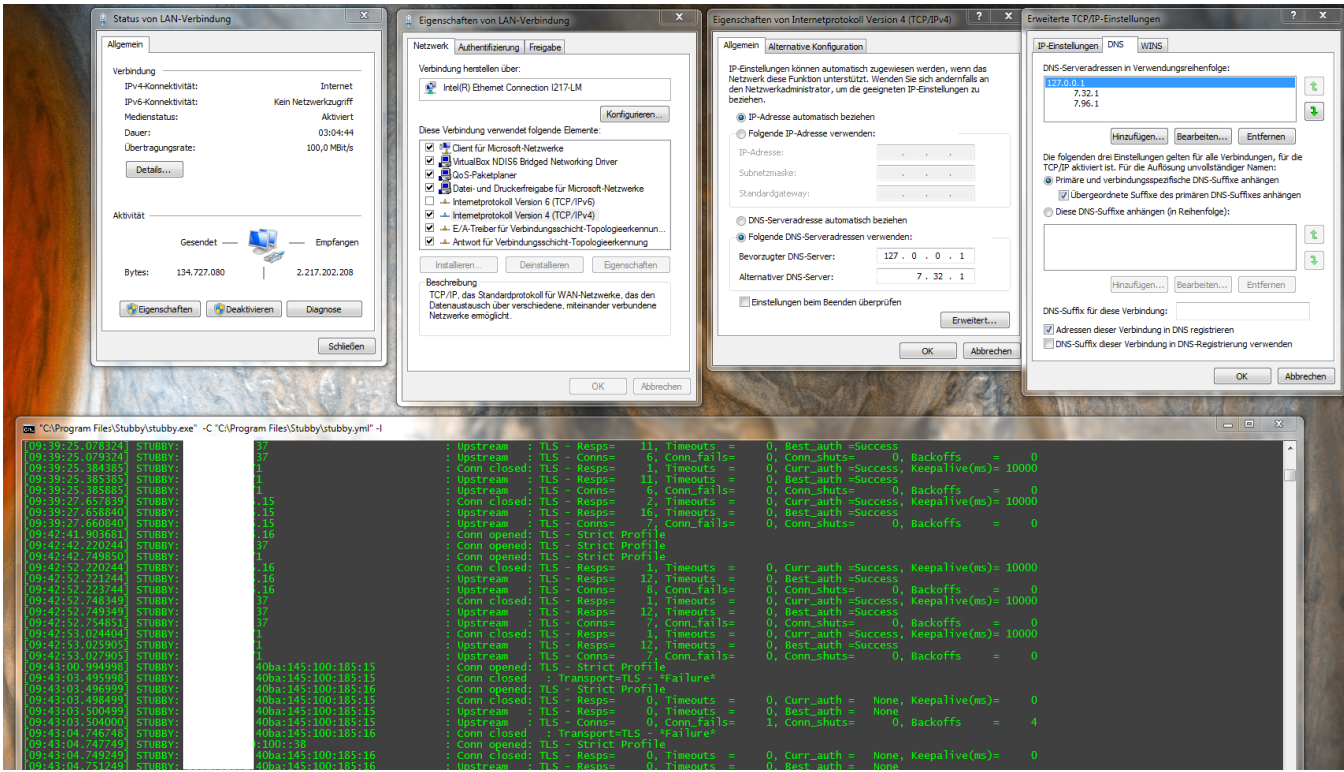 Status von LAN-Verbindung
Allgemein
Verbindung
IPv4-Konnektivität: Internet
IPv6-Konnektivität: Kein Netzwerkzugriff
Medienstatus: Aktiviert
Dauer: 03:04:44
Übertragungsrate: 100,0 MBit/s
Details...
Aktivität
Gesendet Empfangen
Bytes: 134.727.080 2.217.202.208
Eigenschaften Deaktivieren Diagnose
Schließen
Eigenschaften von LAN-Verbindung
Netzwerk Authentifizierung Freigabe
Verbindung herstellen über:
Intel(R) Ethernet Connection I217-LM
Konfigurieren...
Diese Verbindung verwendet folgende Elemente:
Client für Microsoft-Netzwerke
VirtualBox NDIS6 Bridged Networking Driver
QoS-Paketplaner
Datei- und Druckerfreigabe für Microsoft-Netzwerke
Internetprotokoll Version 6 (TCP/IPv6)
Internetprotokoll Version 4 (TCP/IPv4)
E/A-Treiber für Verbindungsschicht-Topologieerkennun...
Antwort für Verbindungsschicht-Topologieerkennung
Installieren... Deinstallieren Eigenschaften
Beschreibung
TCP/IP, das Standardprotokoll für WAN-Netzwerke, das den
Datenaustausch über verschiedene, miteinander verbundene
Netzwerke ermöglicht.
OK Abbrechen
Eigenschaften von Internetprotokoll Version 4 (TCP/IPv4)
Allgemein Alternative Konfiguration
IP-Einstellungen können automatisch zugewiesen werden, wenn das
Netzwerk diese Funktion unterstützt. Wenden Sie sich andernfalls an
den Netzwerkadministrator, um die geeigneten IP-Einstellungen zu
beziehen.
IP-Adresse automatisch beziehen
Folgende IP-Adresse verwenden:
IP-Adresse:
Subnetzmaske:
Standardgateway:
DNS-Serveradresse automatisch beziehen
Folgende DNS-Serveradressen verwenden:
Bevorzugter DNS-Server: 127 . 0 . 0 . 1
Alternativer DNS-Server: 7 . 32 . 1
Einstellungen beim Beenden überprüfen
Erweitert...
OK Abbrechen
Erweiterte TCP/IP-Einstellungen
IP-Einstellungen DNS WINS
DNS-Serveradressen in Verwendungsreihenfolge:
127.0.0.1
7.32.1
7.96.1
Hinzufügen... Bearbeiten... Entfernen
Die folgenden drei Einstellungen gelten für alle Verbindungen, für die
TCP/IP aktiviert ist. Für die Auflösung unvollständiger Namen:
Primäre und verbindungsspezifische DNS-Suffixe anhängen
Übergeordnete Suffixe des primären DNS-Suffixes anhängen
Diese DNS-Suffixe anhängen (in Reihenfolge):
Hinzufügen... Bearbeiten... Entfernen
DNS-Suffix für diese Verbindung:
Adressen dieser Verbindung in DNS registrieren
DNS-Suffix dieser Verbindung in DNS-Registrierung verwenden
OK Abbrechen
"C:\Program Files\Stubby\stubby.exe" -C "C:\Program Files\Stubby\stubby.yml" -l
[09:39:25.078324] STUBBY: 37 : Upstream : TLS - Resps= 11, Timeouts = 0, Best_auth =Success
[09:39:25.079324] STUBBY: 37 : Upstream : TLS - Conns= 6, Conn_fails= 0, Conn_shuts= 0, Backoffs = 0
[09:39:25.384385] STUBBY: 1 : Conn closed: TLS - Resps= 1, Timeouts = 0, Curr_auth =Success, Keepalive(ms)= 10000
[09:39:25.385385] STUBBY: 1 : Upstream : TLS - Resps= 11, Timeouts = 0, Best_auth =Success
[09:39:25.385885] STUBBY: 1 : Upstream : TLS - Conns= 6, Conn_fails= 0, Conn_shuts= 0, Backoffs = 0
[09:39:27.657839] STUBBY: .15 : Conn closed: TLS - Resps= 2, Timeouts = 0, Curr_auth =Success, Keepalive(ms)= 10000
[09:39:27.658840] STUBBY: .15 : Upstream : TLS - Resps= 16, Timeouts = 0, Best_auth =Success
[09:39:27.660840] STUBBY: .15 : Upstream : TLS - Conns= 7, Conn_fails= 0, Conn_shuts= 0, Backoffs = 0
[09:42:41.903681] STUBBY: .16 : Conn opened: TLS - Strict Profile
[09:42:42.220244] STUBBY: 37 : Conn opened: TLS - Strict Profile
[09:42:42.749850] STUBBY: 1 : Conn opened: TLS - Strict Profile
[09:42:52.220244] STUBBY: .16 : Conn closed: TLS - Resps= 1, Timeouts = 0, Curr_auth =Success, Keepalive(ms)= 10000
[09:42:52.221244] STUBBY: .16 : Upstream : TLS - Resps= 12, Timeouts = 0, Best_auth =Success
[09:42:52.223744] STUBBY: .16 : Upstream : TLS - Conns= 8, Conn_fails= 0, Conn_shuts= 0, Backoffs = 0
[09:42:52.748349] STUBBY: 37 : Conn closed: TLS - Resps= 1, Timeouts = 0, Curr_auth =Success, Keepalive(ms)= 10000
[09:42:52.749349] STUBBY: 37 : Upstream : TLS - Resps= 12, Timeouts = 0, Best_auth =Success
[09:42:52.754851] STUBBY: 37 : Upstream : TLS - Conns= 7, Conn_fails= 0, Conn_shuts= 0, Backoffs = 0
[09:42:53.024404] STUBBY: 1 : Conn closed: TLS - Resps= 1, Timeouts = 0, Curr_auth =Success, Keepalive(ms)= 10000
[09:42:53.025905] STUBBY: 1 : Upstream : TLS - Resps= 12, Timeouts = 0, Best_auth =Success
[09:42:53.027905] STUBBY: 1 : Upstream : TLS - Conns= 7, Conn_fails= 0, Conn_shuts= 0, Backoffs = 0
[09:43:00.994998] STUBBY: 40ba:145:100:185:15 : Conn opened: TLS - Strict Profile
[09:43:03.495998] STUBBY: 40ba:145:100:185:15 : Conn closed : Transport=TLS - *Failure*
[09:43:03.496999] STUBBY: 40ba:145:100:185:16 : Conn opened: TLS - Strict Profile
[09:43:03.498499] STUBBY: 40ba:145:100:185:15 : Conn closed: TLS - Resps= 0, Timeouts = 0, Curr_auth = None, Keepalive(ms)= 0
[09:43:03.500499] STUBBY: 40ba:145:100:185:15 : Upstream : TLS - Resps= 0, Timeouts = 0, Best_auth = None
[09:43:03.504000] STUBBY: 40ba:145:100:185:15 : Upstream : TLS - Conns= 0, Conn_fails= 1, Conn_shuts= 0, Backoffs = 4
[09:43:04.746748] STUBBY: 40ba:145:100:185:16 : Conn closed : Transport=TLS - *Failure*
[09:43:04.747749] STUBBY: :100::38 : Conn opened: TLS - Strict Profile
[09:43:04.749249] STUBBY: 40ba:145:100:185:16 : Conn closed: TLS - Resps= 0, Timeouts = 0, Curr_auth = None, Keepalive(ms)= 0
[09:43:04.751249] STUBBY: 40ba:145:100:185:16 : Upstream : TLS - Resps= 0, Timeouts = 0, Best_auth = None